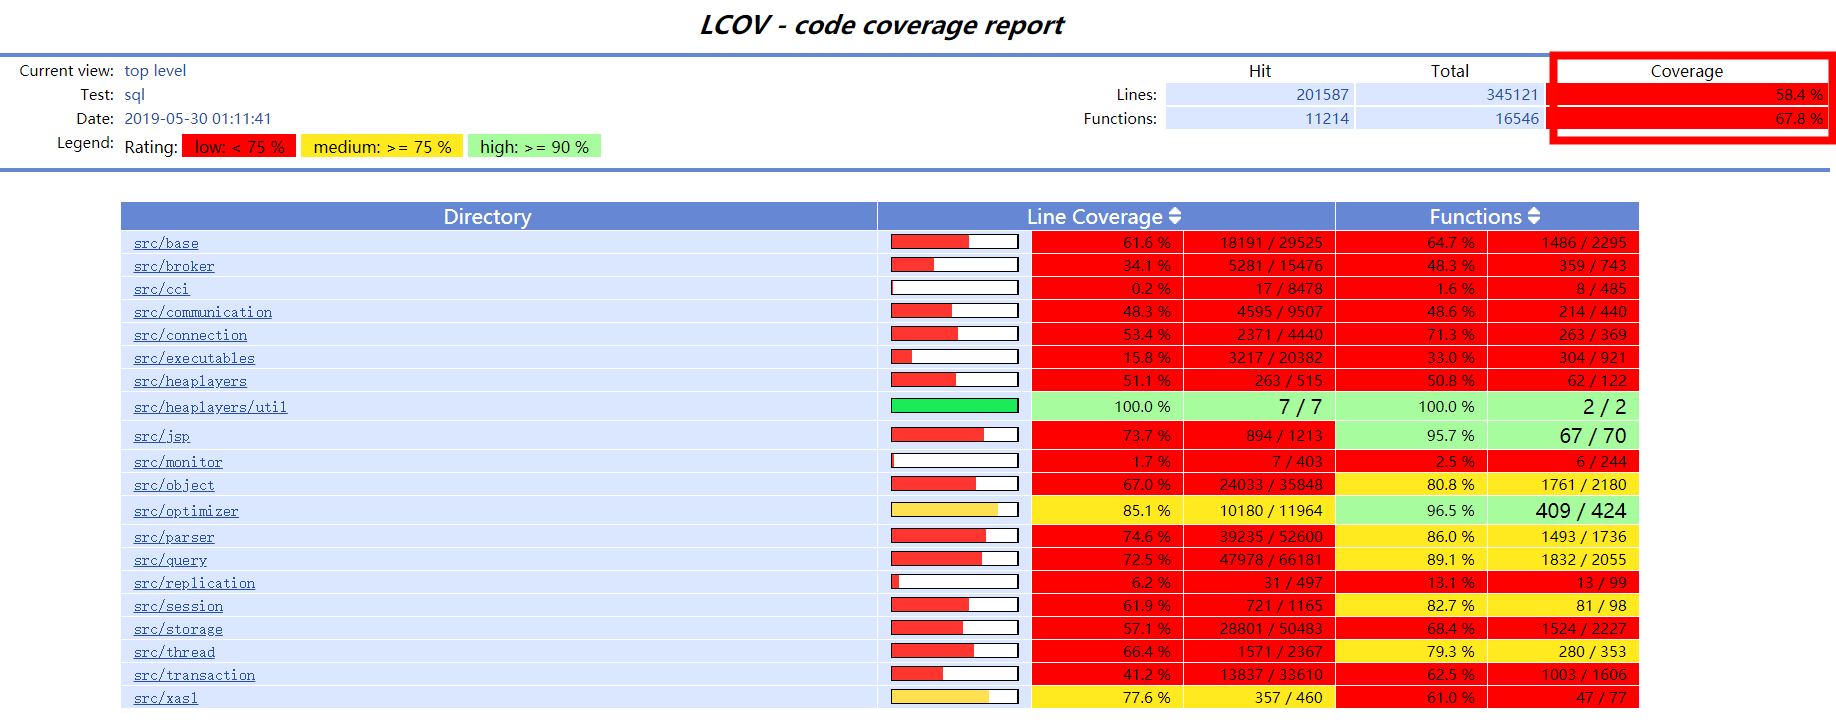 LCOV - code coverage report
Current view: top level Hit Total Coverage
Test: sql Lines: 201587 345121 58.4 %
Date: 2019-05-30 01:11:41 Functions: 11214 16546 67.8 %
Legend: Rating: low: < 75 % medium: >= 75 % high: >= 90 %
Directory Line Coverage Functions
src/base 61.6 % 18191 / 29525 64.7 % 1486 / 2295
src/broker 34.1 % 5281 / 15476 48.3 % 359 / 743
src/cci 0.2 % 17 / 8478 1.6 % 8 / 485
src/communication 48.3 % 4595 / 9507 48.6 % 214 / 440
src/connection 53.4 % 2371 / 4440 71.3 % 263 / 369
src/executables 15.8 % 3217 / 20382 33.0 % 304 / 921
src/heaplayers 51.1 % 263 / 515 50.8 % 62 / 122
src/heaplayers/util 100.0 % 7 / 7 100.0 % 2 / 2
src/jsp 73.7 % 894 / 1213 95.7 % 67 / 70
src/monitor 1.7 % 7 / 403 2.5 % 6 / 244
src/object 67.0 % 24033 / 35848 80.8 % 1761 / 2180
src/optimizer 85.1 % 10180 / 11964 96.5 % 409 / 424
src/parser 74.6 % 39235 / 52600 86.0 % 1493 / 1736
src/query 72.5 % 47978 / 66181 89.1 % 1832 / 2055
src/replication 6.2 % 31 / 497 13.1 % 13 / 99
src/session 61.9 % 721 / 1165 82.7 % 81 / 98
src/storage 57.1 % 28801 / 50483 68.4 % 1524 / 2227
src/thread 66.4 % 1571 / 2367 79.3 % 280 / 353
src/transaction 41.2 % 13837 / 33610 62.5 % 1003 / 1606
src/xasl 77.6 % 357 / 460 61.0 % 47 / 77